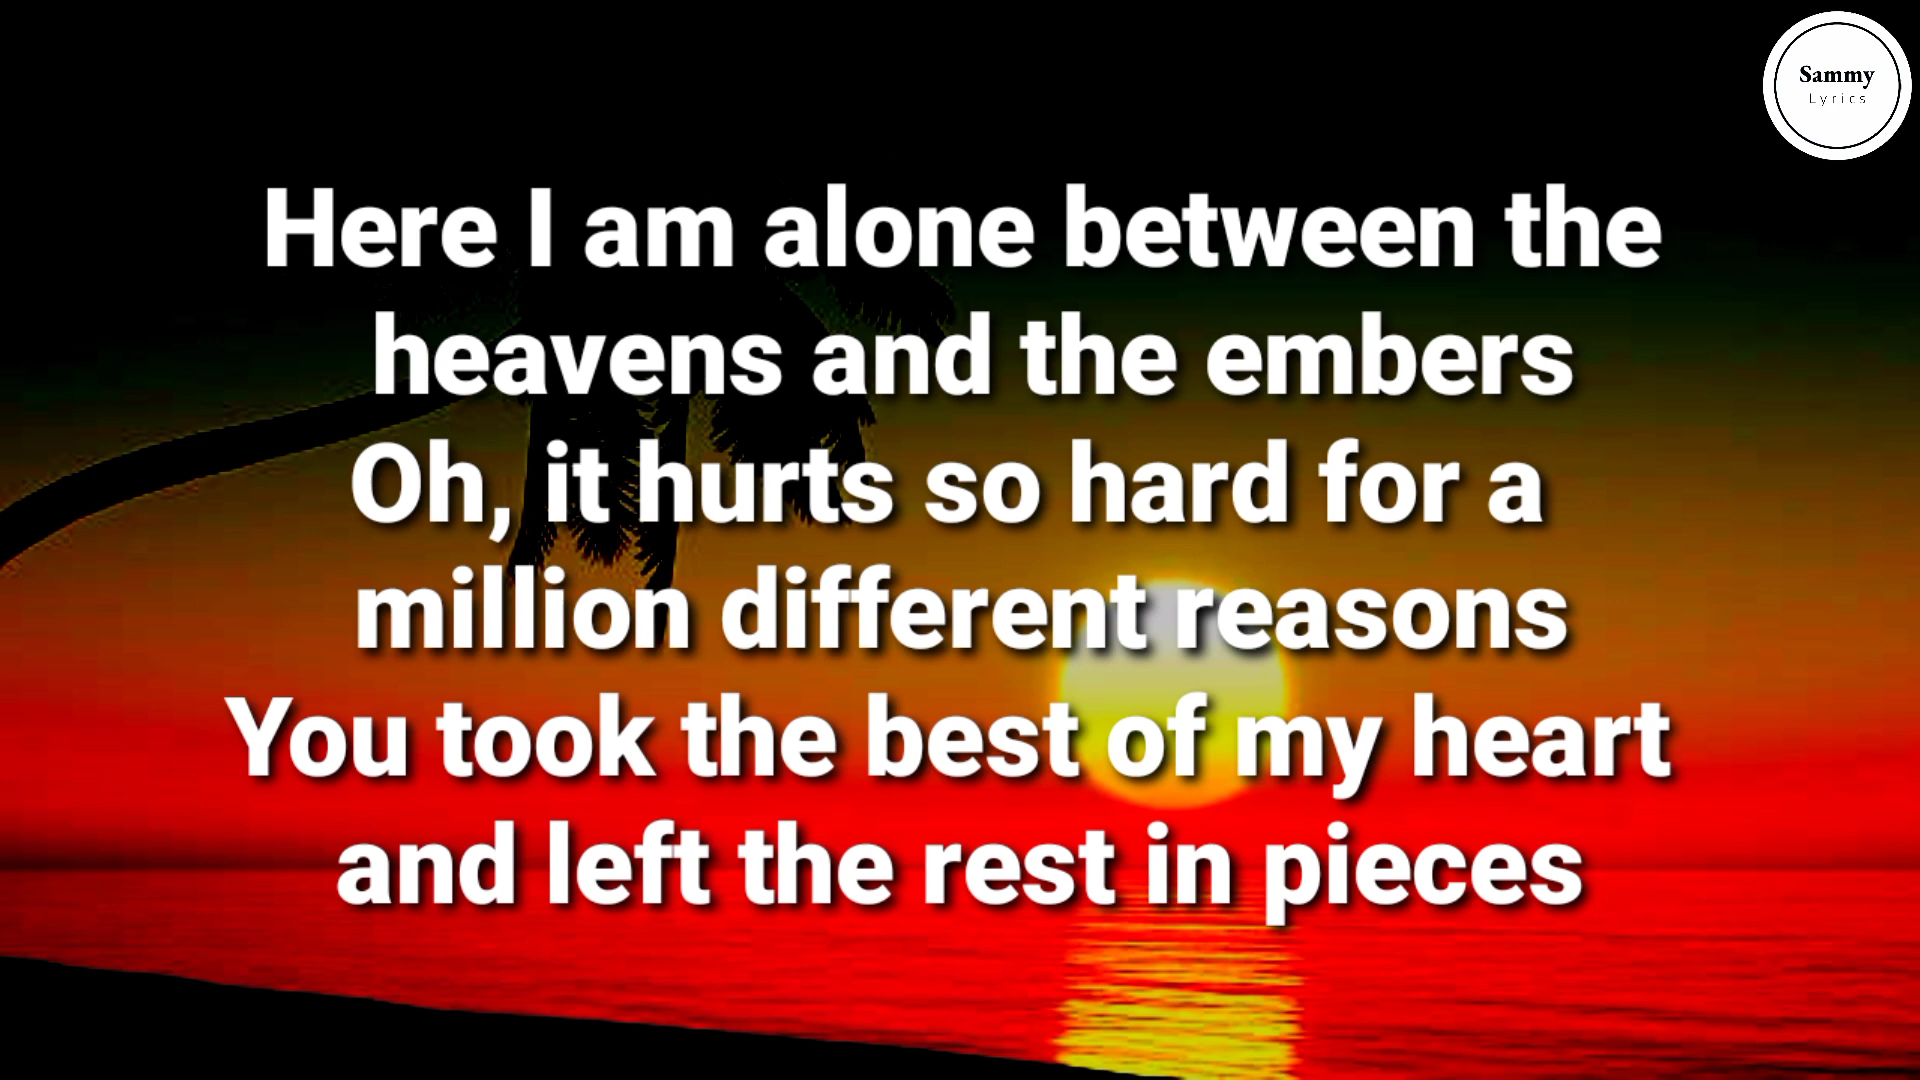 Sammy
Lyrics
Here I am alone between the
heavens and the embers
Oh, it hurts so hard for a
million different reasons
You took the best of my heart
and left the rest in pieces